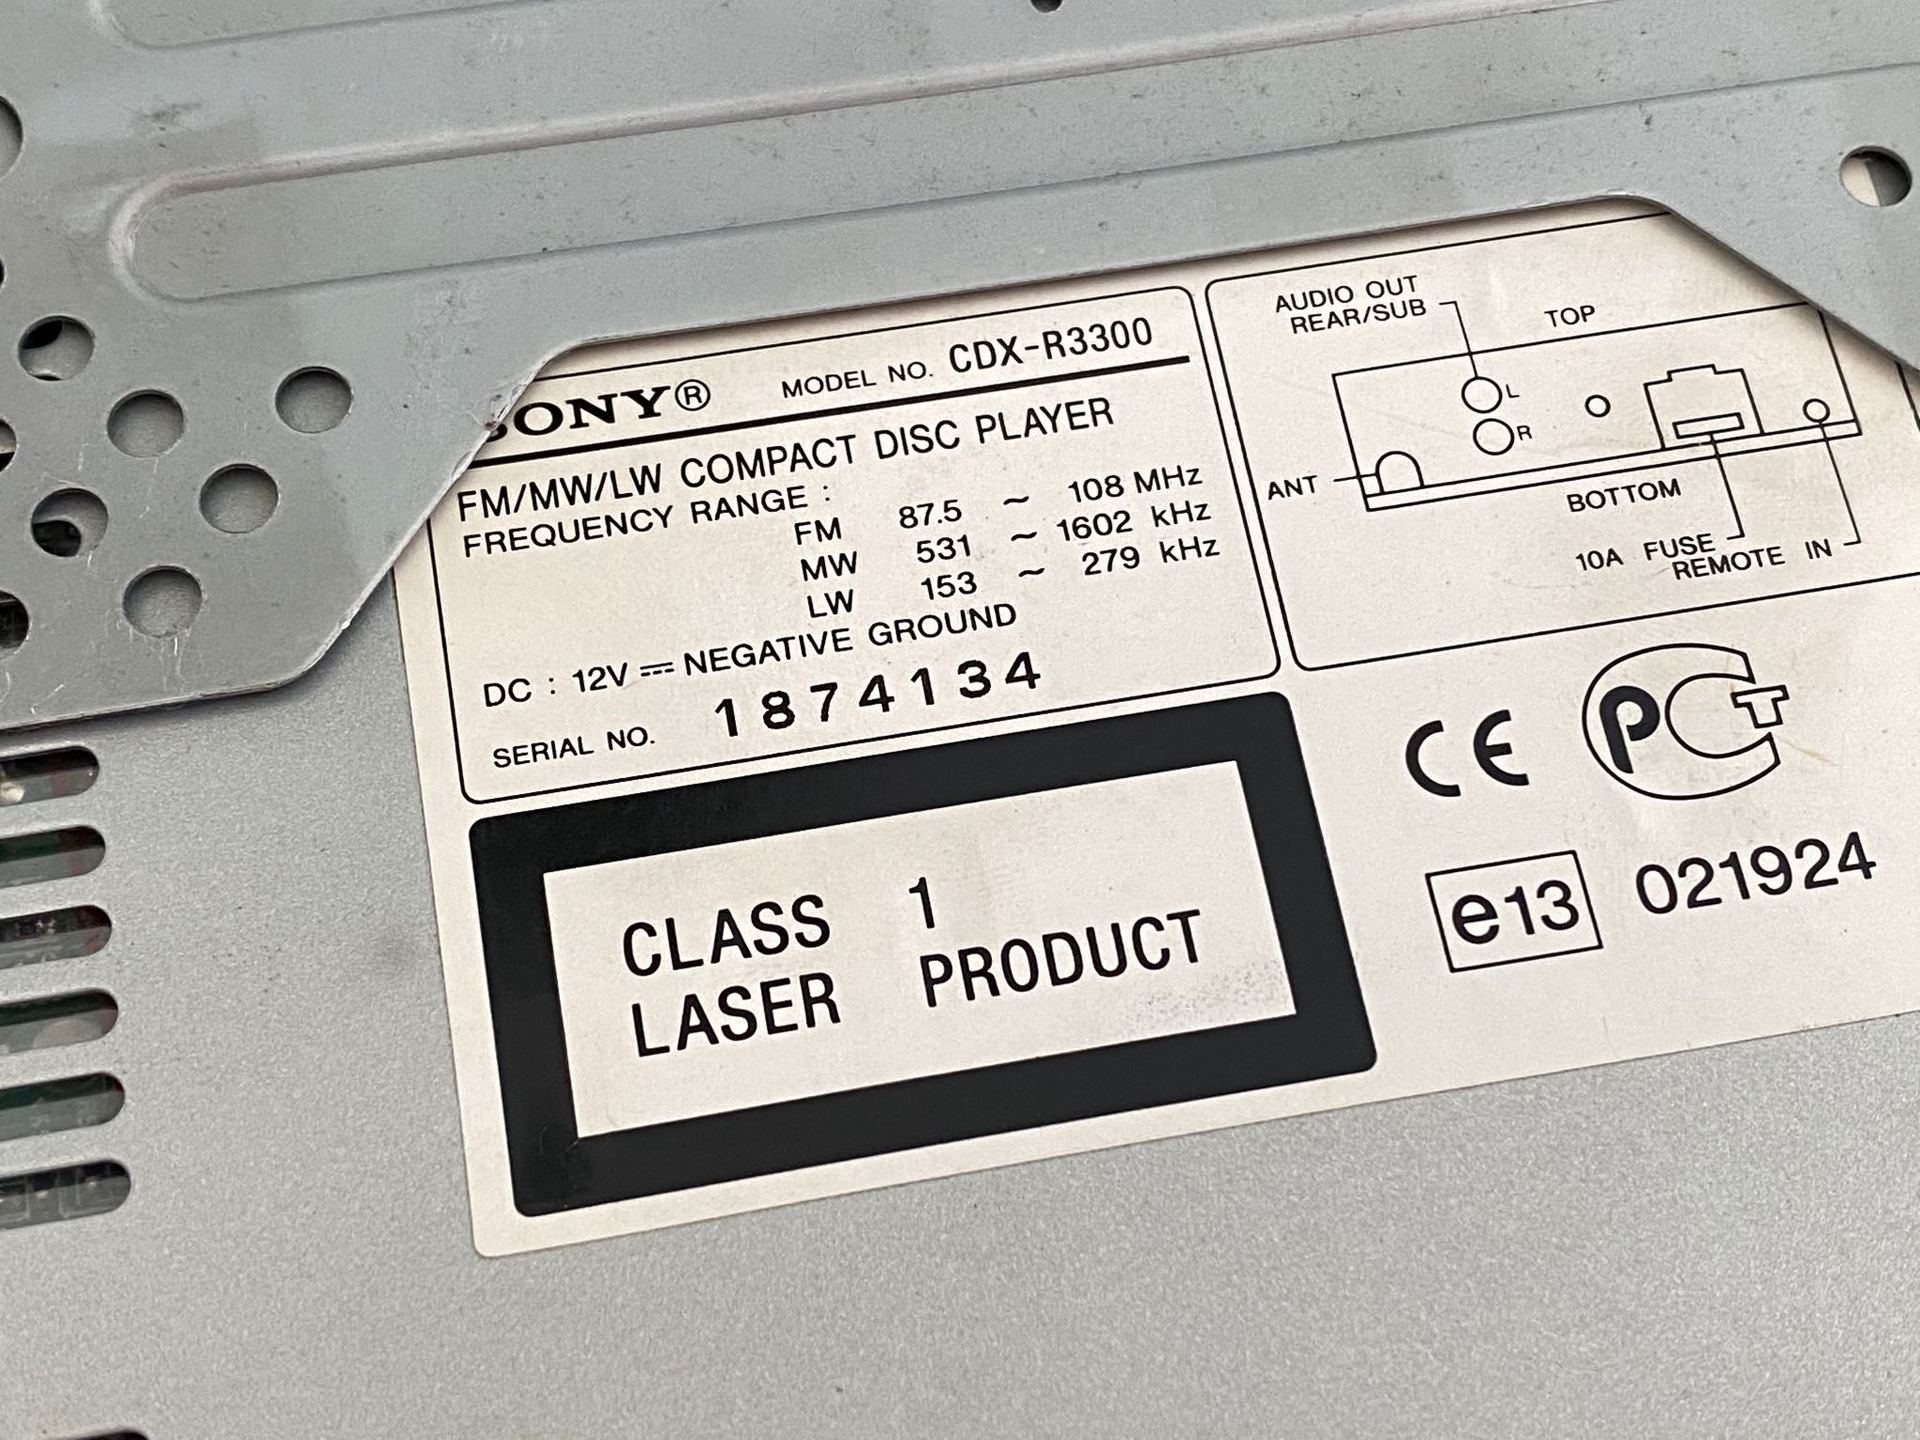 SONY®
MODEL NO. CDX-R3300
FM/MW/LW COMPACT DISC PLAYER
FREQUENCY RANGE :
FM 87.5 ~ 108 MHz
MW 531 ~ 1602 kHz
LW 153 ~ 279 kHz
DC : 12V ⎓ NEGATIVE GROUND
SERIAL NO. 1874134
AUDIO OUT
REAR/SUB
TOP
L
R
ANT
BOTTOM
10A FUSE
REMOTE IN
CLASS 1
LASER PRODUCT
CE PCT
e13 021924